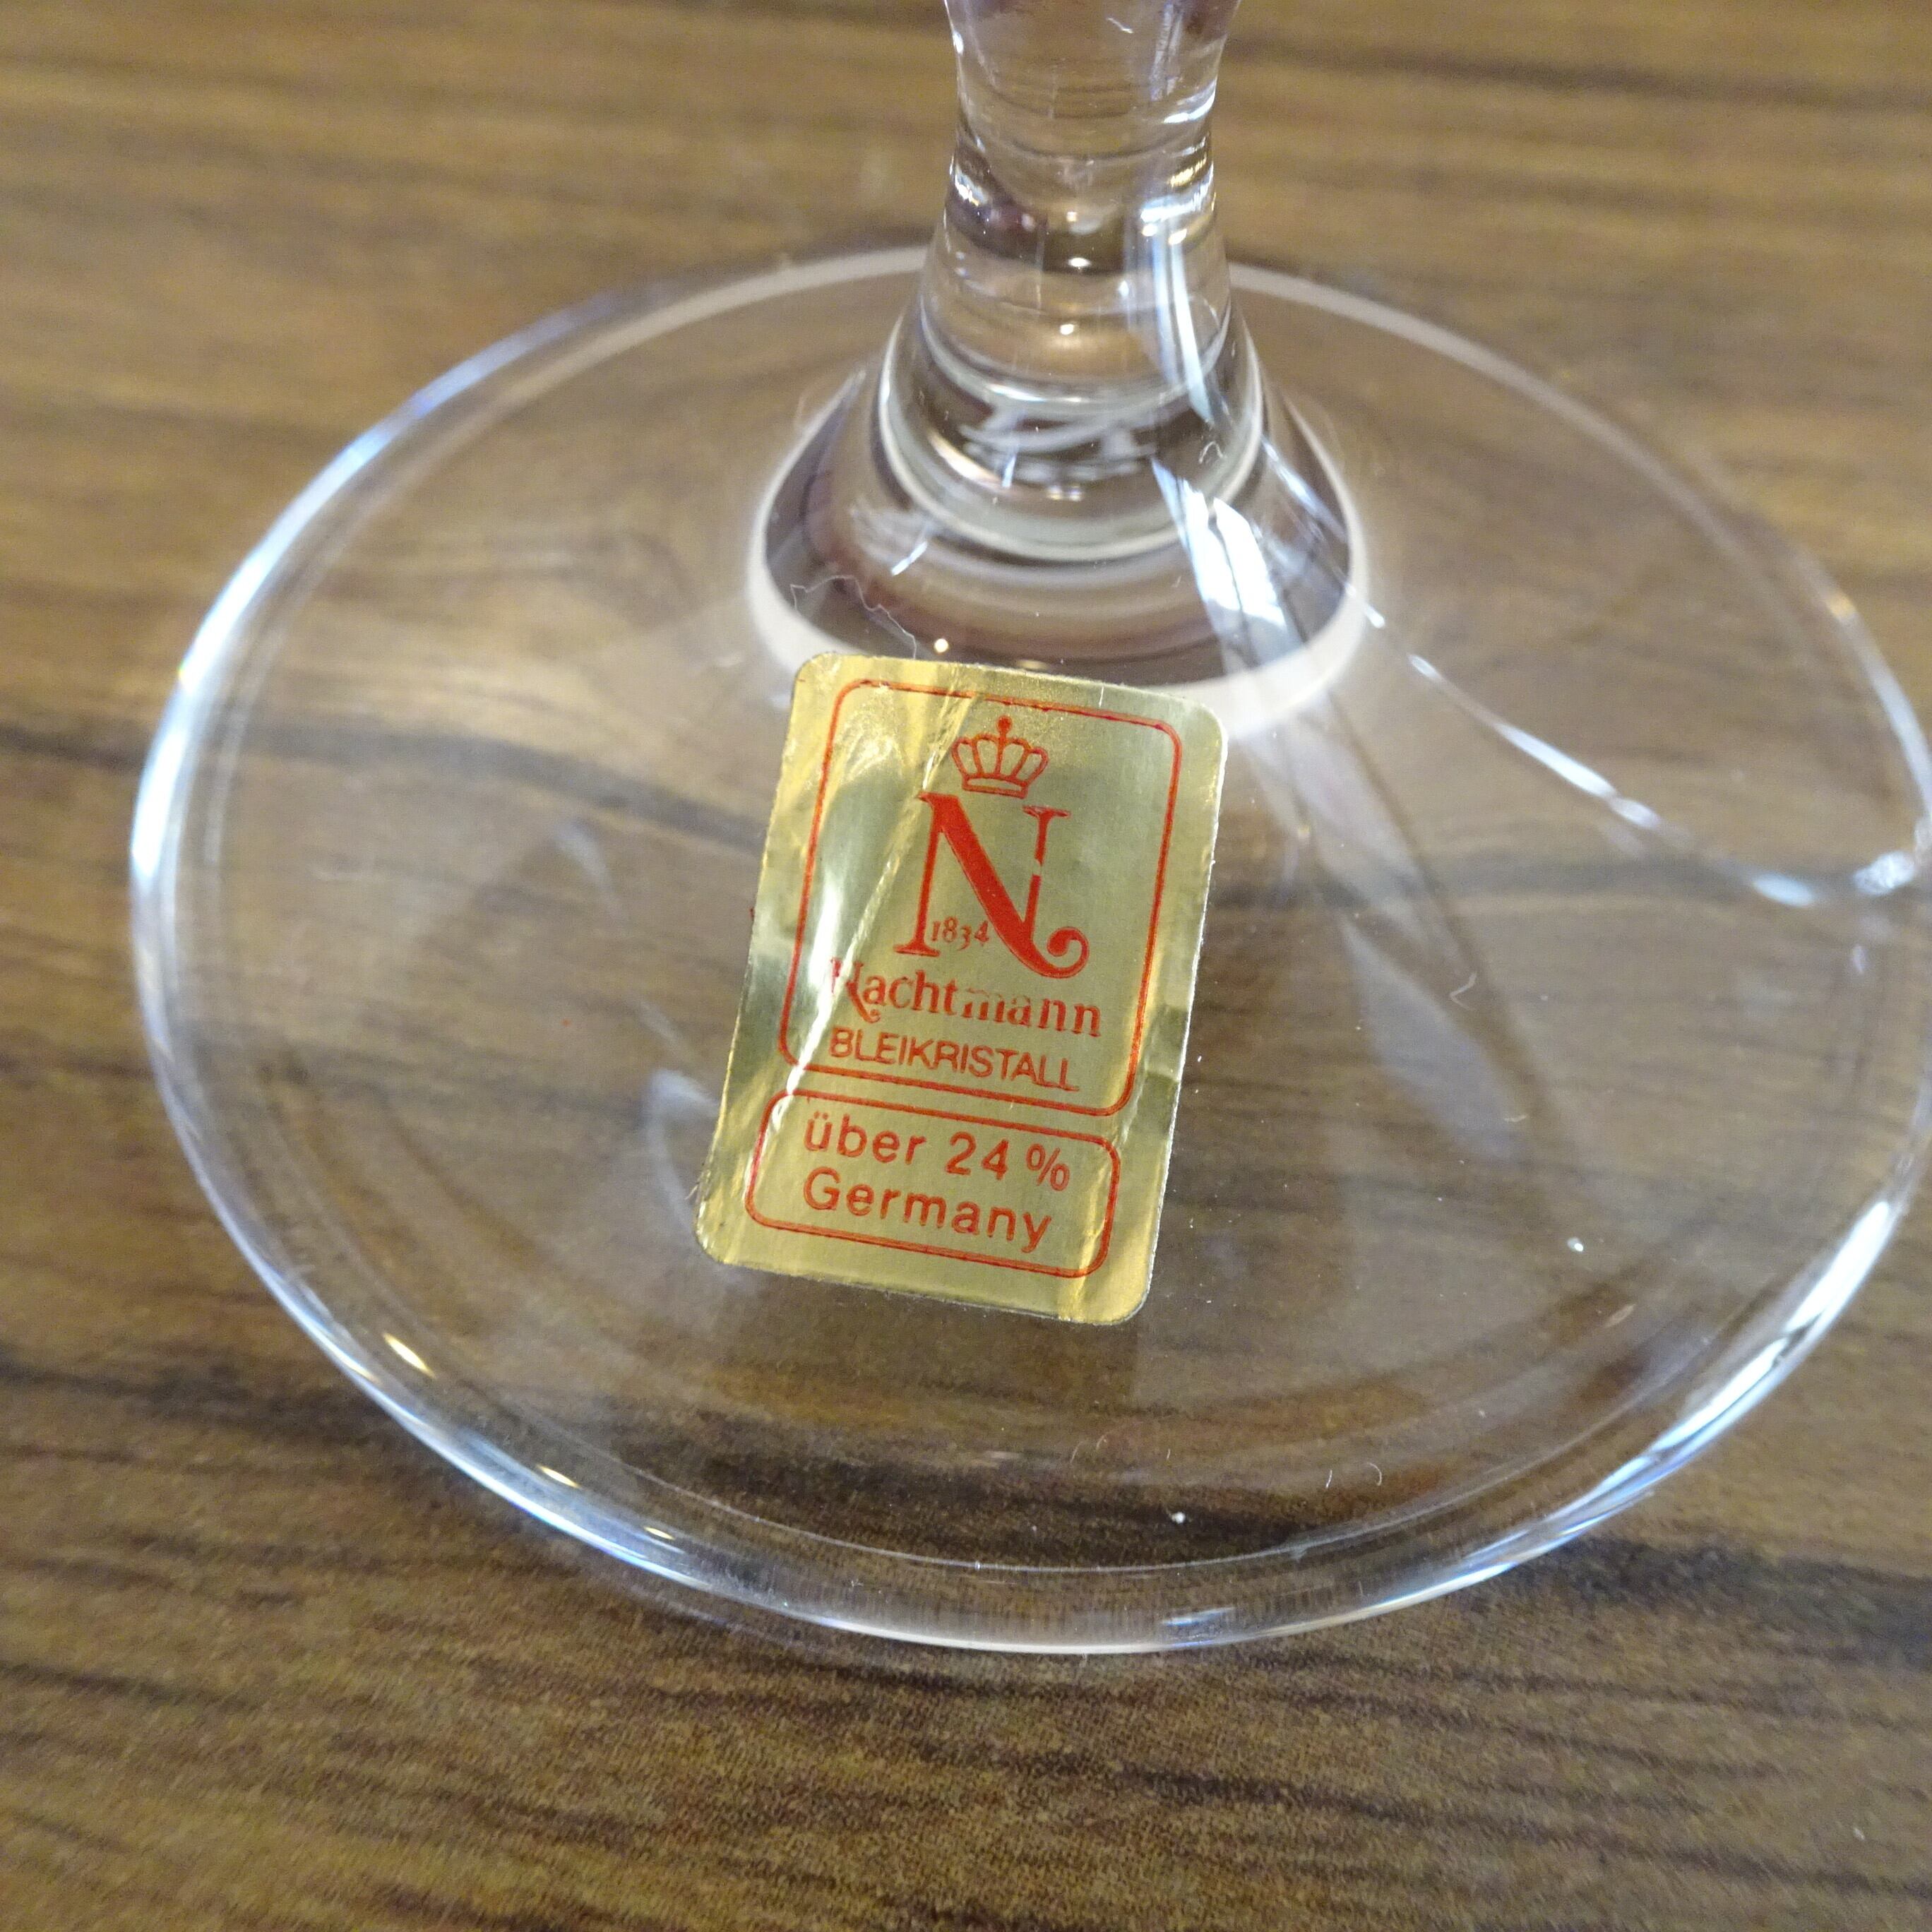 N
1834
Nachtmann
BLEIKRISTALL
über 24 %
Germany